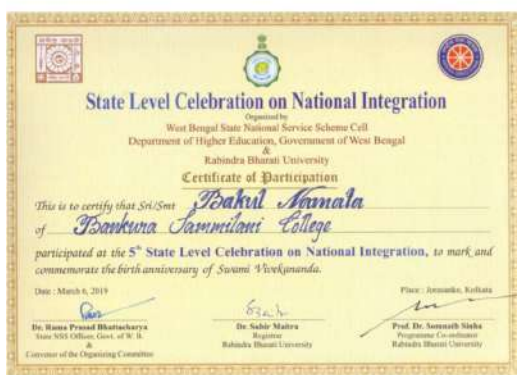 State Level Celebration on National Integration
Organised by
West Bengal State National Service Scheme Cell
Department of Higher Education, Government of West Bengal
&
Rabindra Bharati University
Certificate of Participation
This is to certify that Sri/Smt Bakul Namata
of Bankura Sammilani College
participated at the 5th State Level Celebration on National Integration, to mark and
commemorate the birth anniversary of Swami Vivekananda.
Date : March 6, 2019
Place : Jorasanko, Kolkata
Dr. Rama Prasad Bhattacharya
State NSS Officer, Govt. of W. B.
&
Convenor of the Organizing Committee
Dr. Subir Maitra
Registrar
Rabindra Bharati University
Prof. Dr. Somnath Sinha
Programme Co-ordinator
Rabindra Bharati University